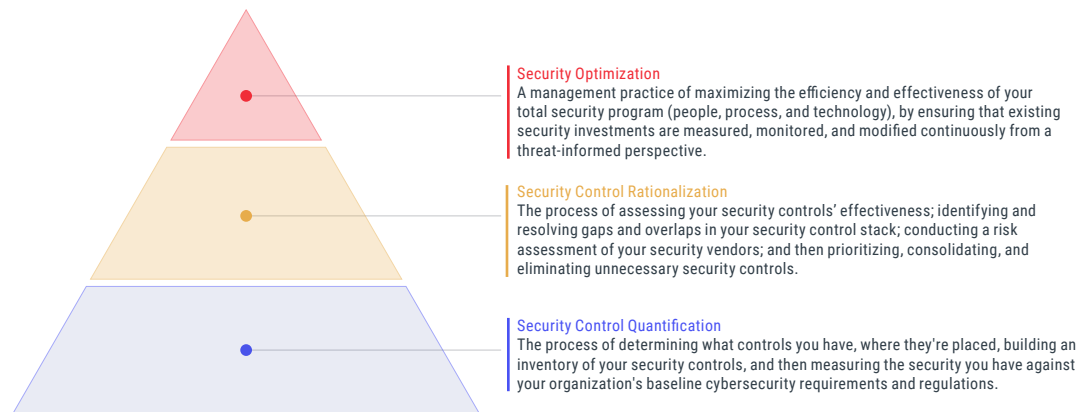 Security Optimization
A management practice of maximizing the efficiency and effectiveness of your
total security program (people, process, and technology), by ensuring that existing
security investments are measured, monitored, and modified continuously from a
threat-informed perspective.
Security Control Rationalization
The process of assessing your security controls’ effectiveness; identifying and
resolving gaps and overlaps in your security control stack; conducting a risk
assessment of your security vendors; and then prioritizing, consolidating, and
eliminating unnecessary security controls.
Security Control Quantification
The process of determining what controls you have, where they're placed, building an
inventory of your security controls, and then measuring the security you have against
your organization's baseline cybersecurity requirements and regulations.